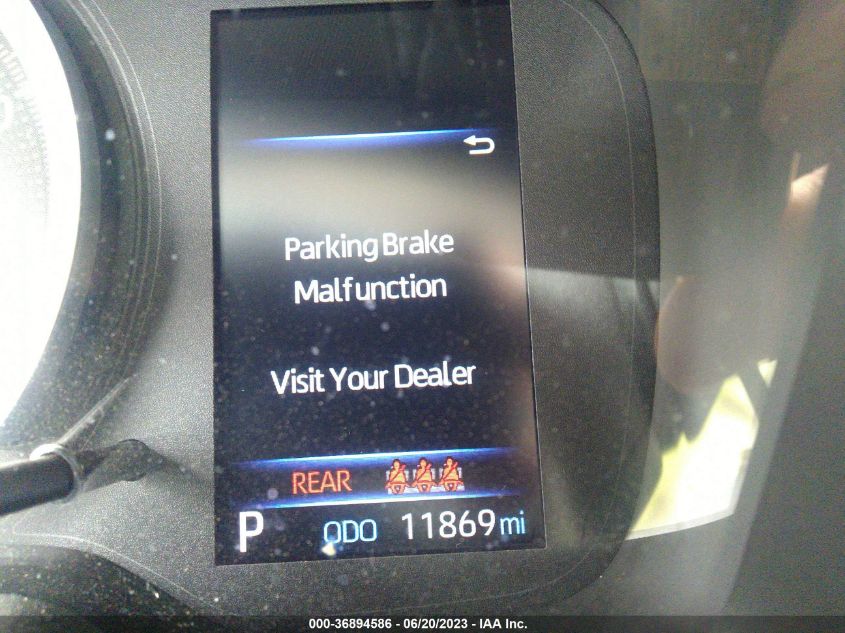 Parking Brake
Malfunction
Visit Your Dealer
REAR
P ODO 11869 mi
000-36894586 - 06/20/2023 - IAA Inc.